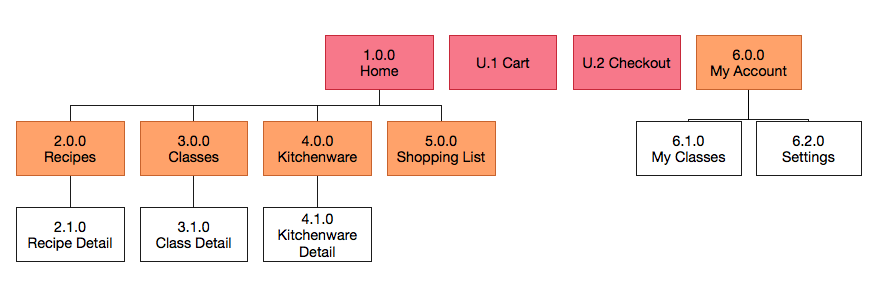 1.0.0
Home
U.1 Cart
U.2 Checkout
6.0.0
My Account
2.0.0
Recipes
3.0.0
Classes
4.0.0
Kitchenware
5.0.0
Shopping List
6.1.0
My Classes
6.2.0
Settings
2.1.0
Recipe Detail
3.1.0
Class Detail
4.1.0
Kitchenware
Detail